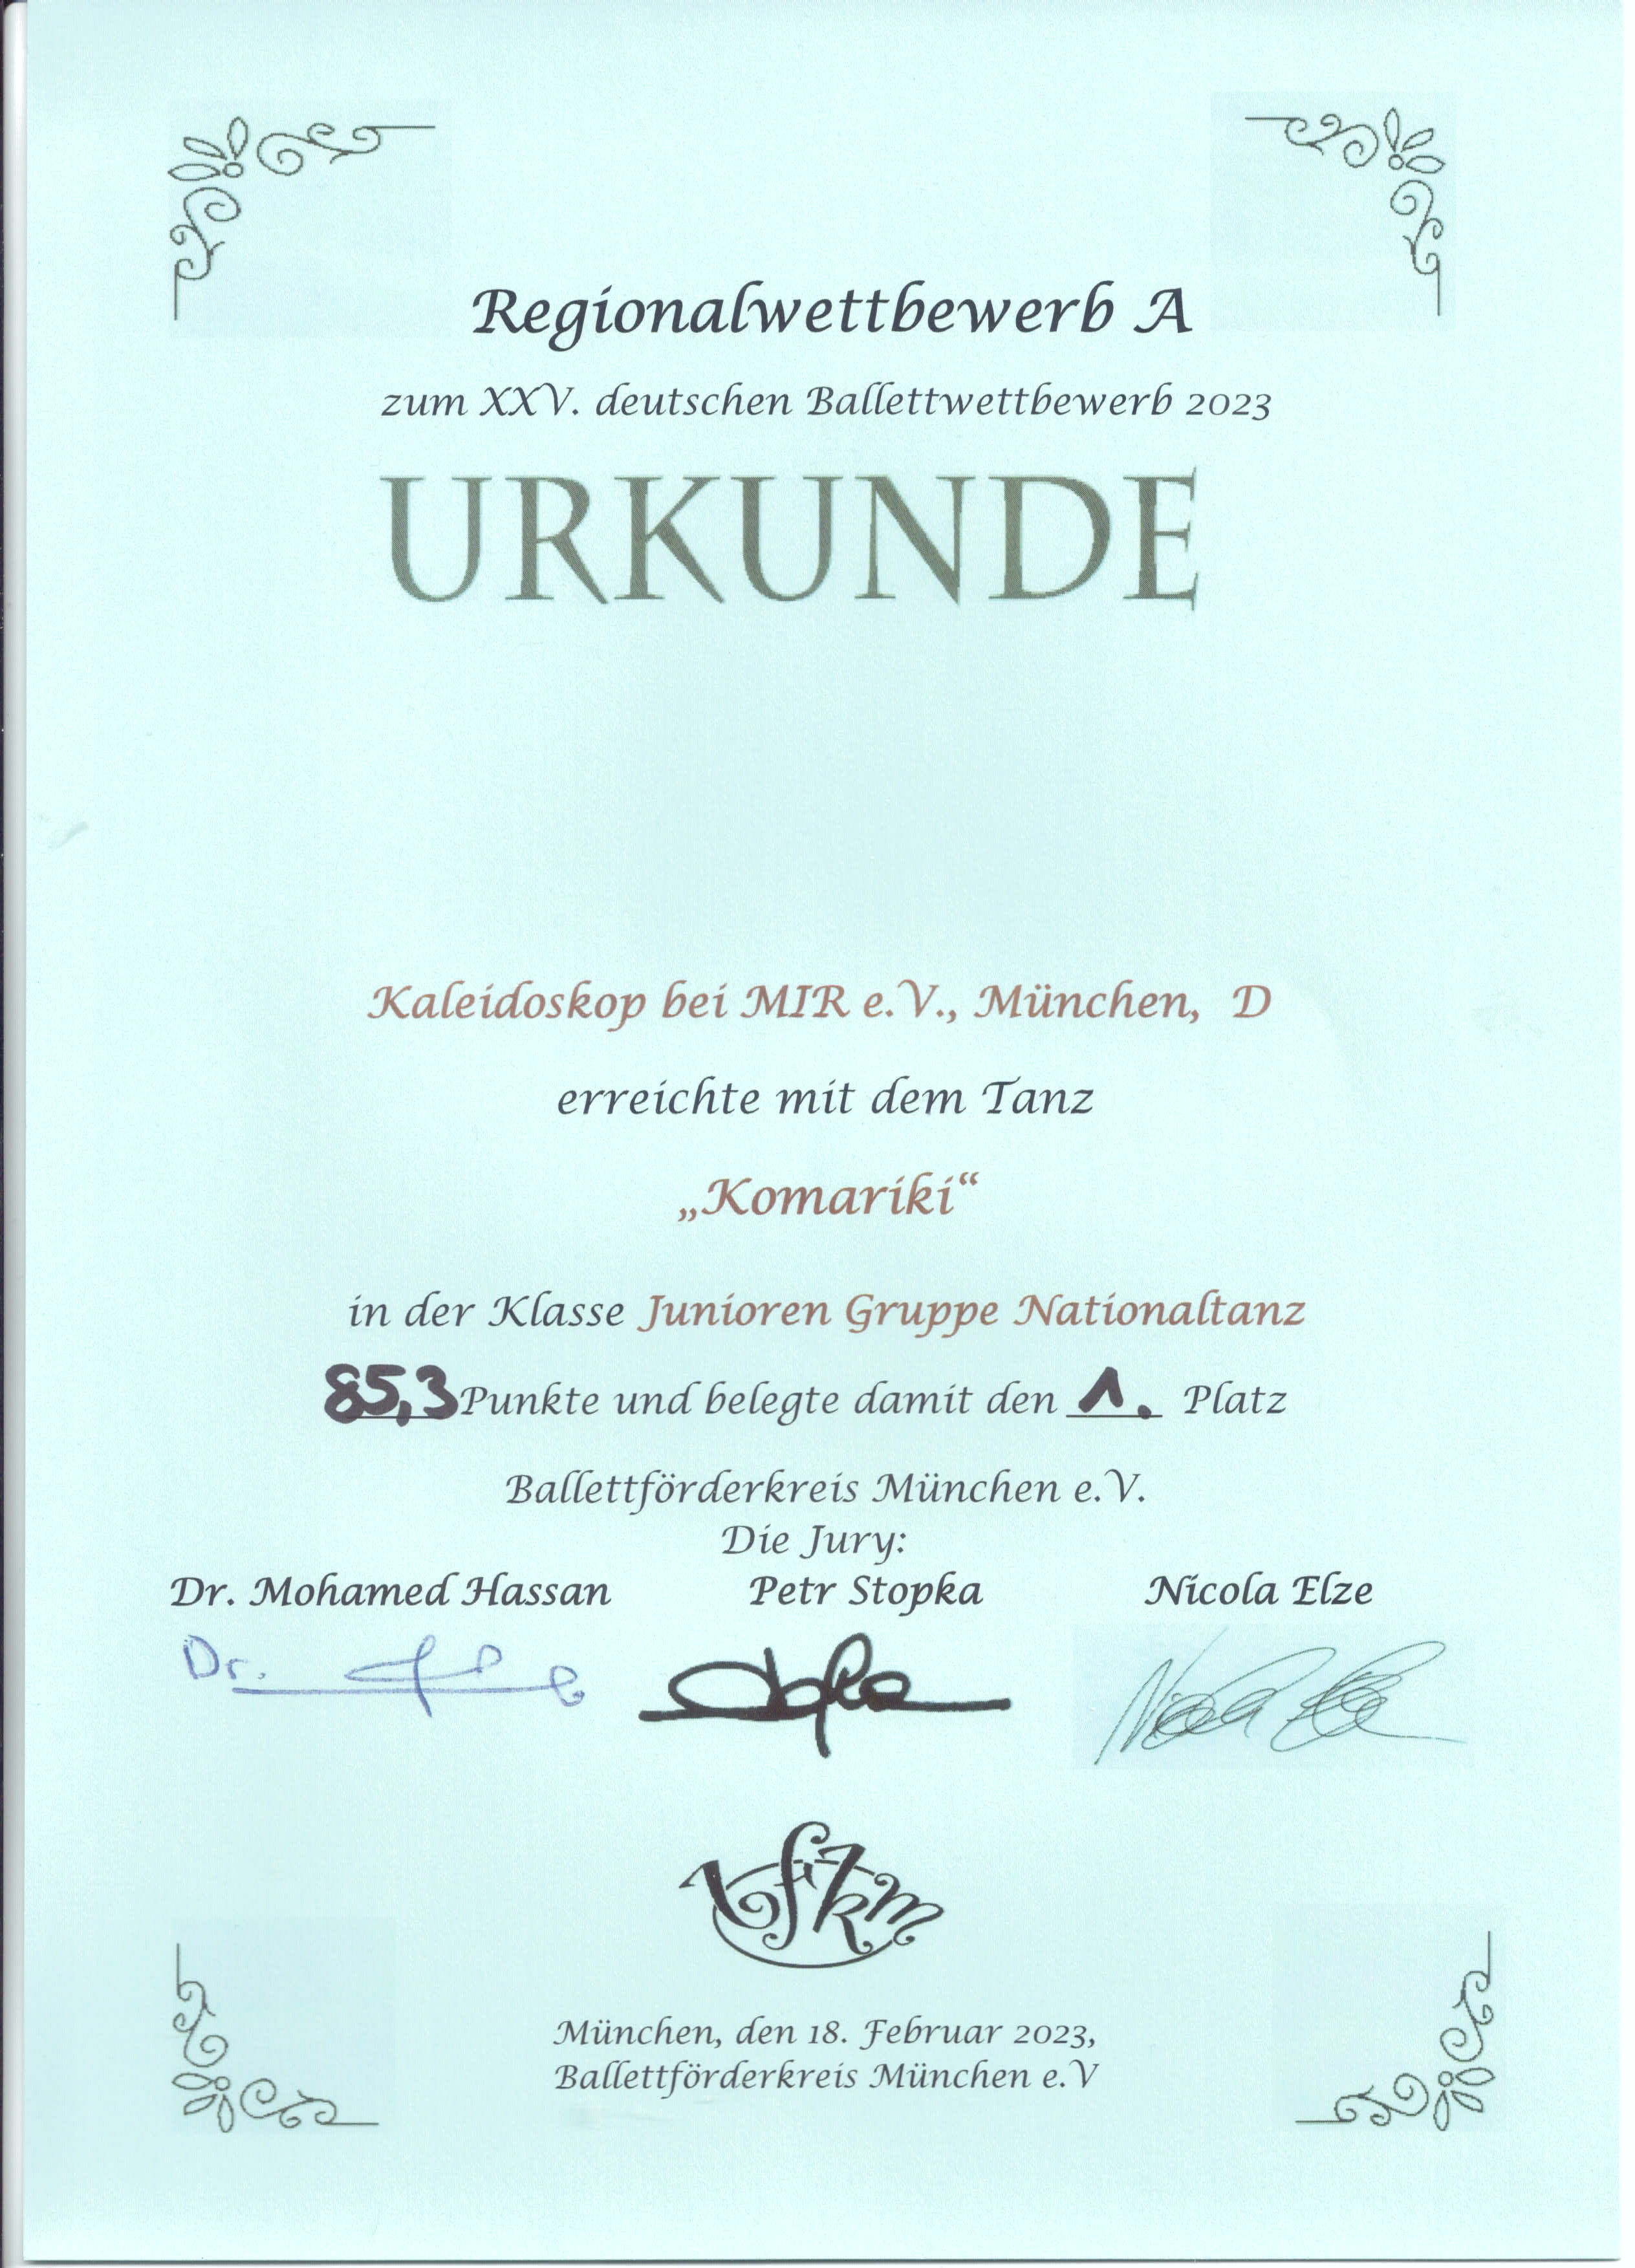 Regionalwettbewerb A
zum XXV. deutschen Ballettwettbewerb 2023
URKUNDE
Kaleidoskop bei MIR e.V., München, D
erreichte mit dem Tanz
„Komariki“
in der Klasse Junioren Gruppe Nationaltanz
85,3 Punkte und belegte damit den 1. Platz
Ballettförderkreis München e.V.
Die Jury:
Dr. Mohamed Hassan Petr Stopka Nicola Elze
Dr.
bfkm
München, den 18. Februar 2023,
Ballettförderkreis München e.V